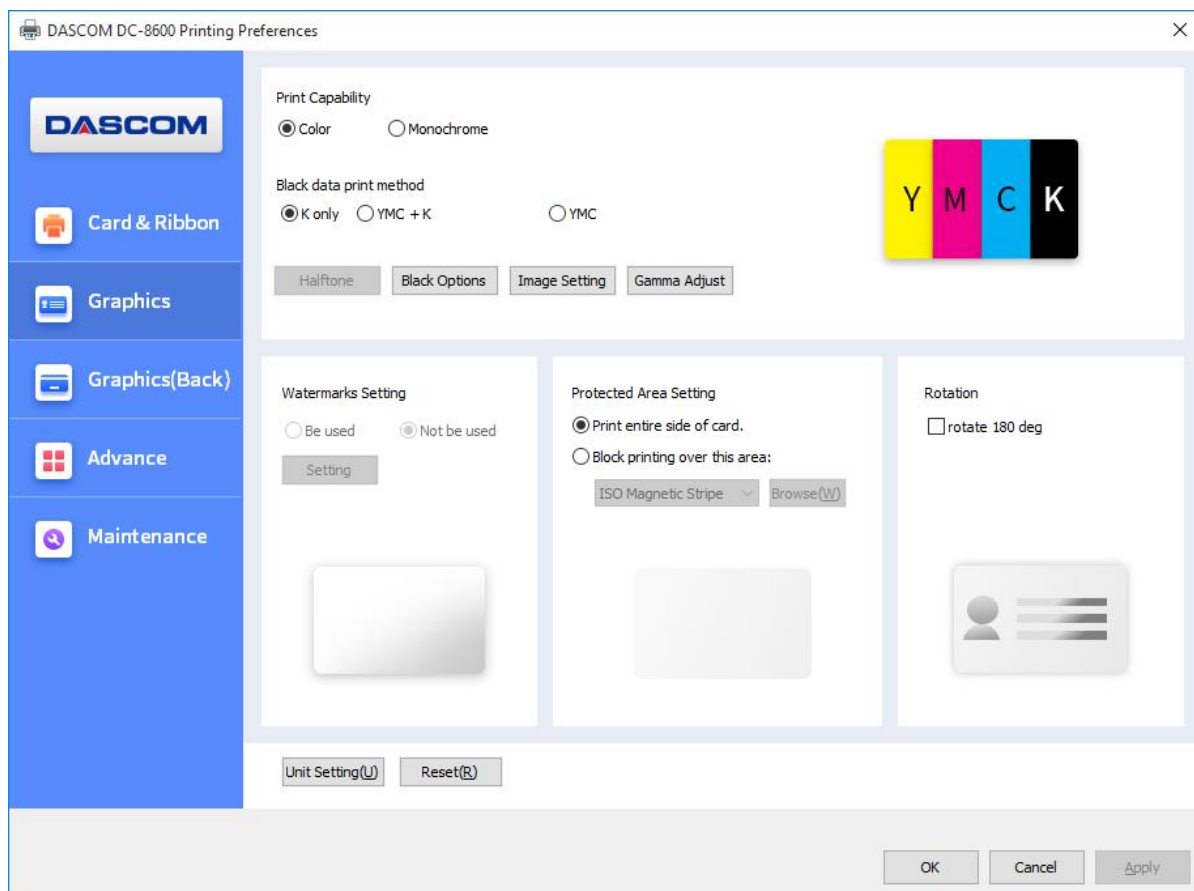 DASCOM DC-8600 Printing Preferences
DASCOM
Card & Ribbon
Graphics
Graphics(Back)
Advance
Maintenance
Print Capability
Color Monochrome
Black data print method
K only YMC + K YMC
Halftone Black Options Image Setting Gamma Adjust
Y M C K
Watermarks Setting
Be used Not be used
Setting
Protected Area Setting
Print entire side of card.
Block printing over this area:
ISO Magnetic Stripe Browse(W)
Rotation
rotate 180 deg
Unit Setting(U) Reset(R)
OK Cancel Apply